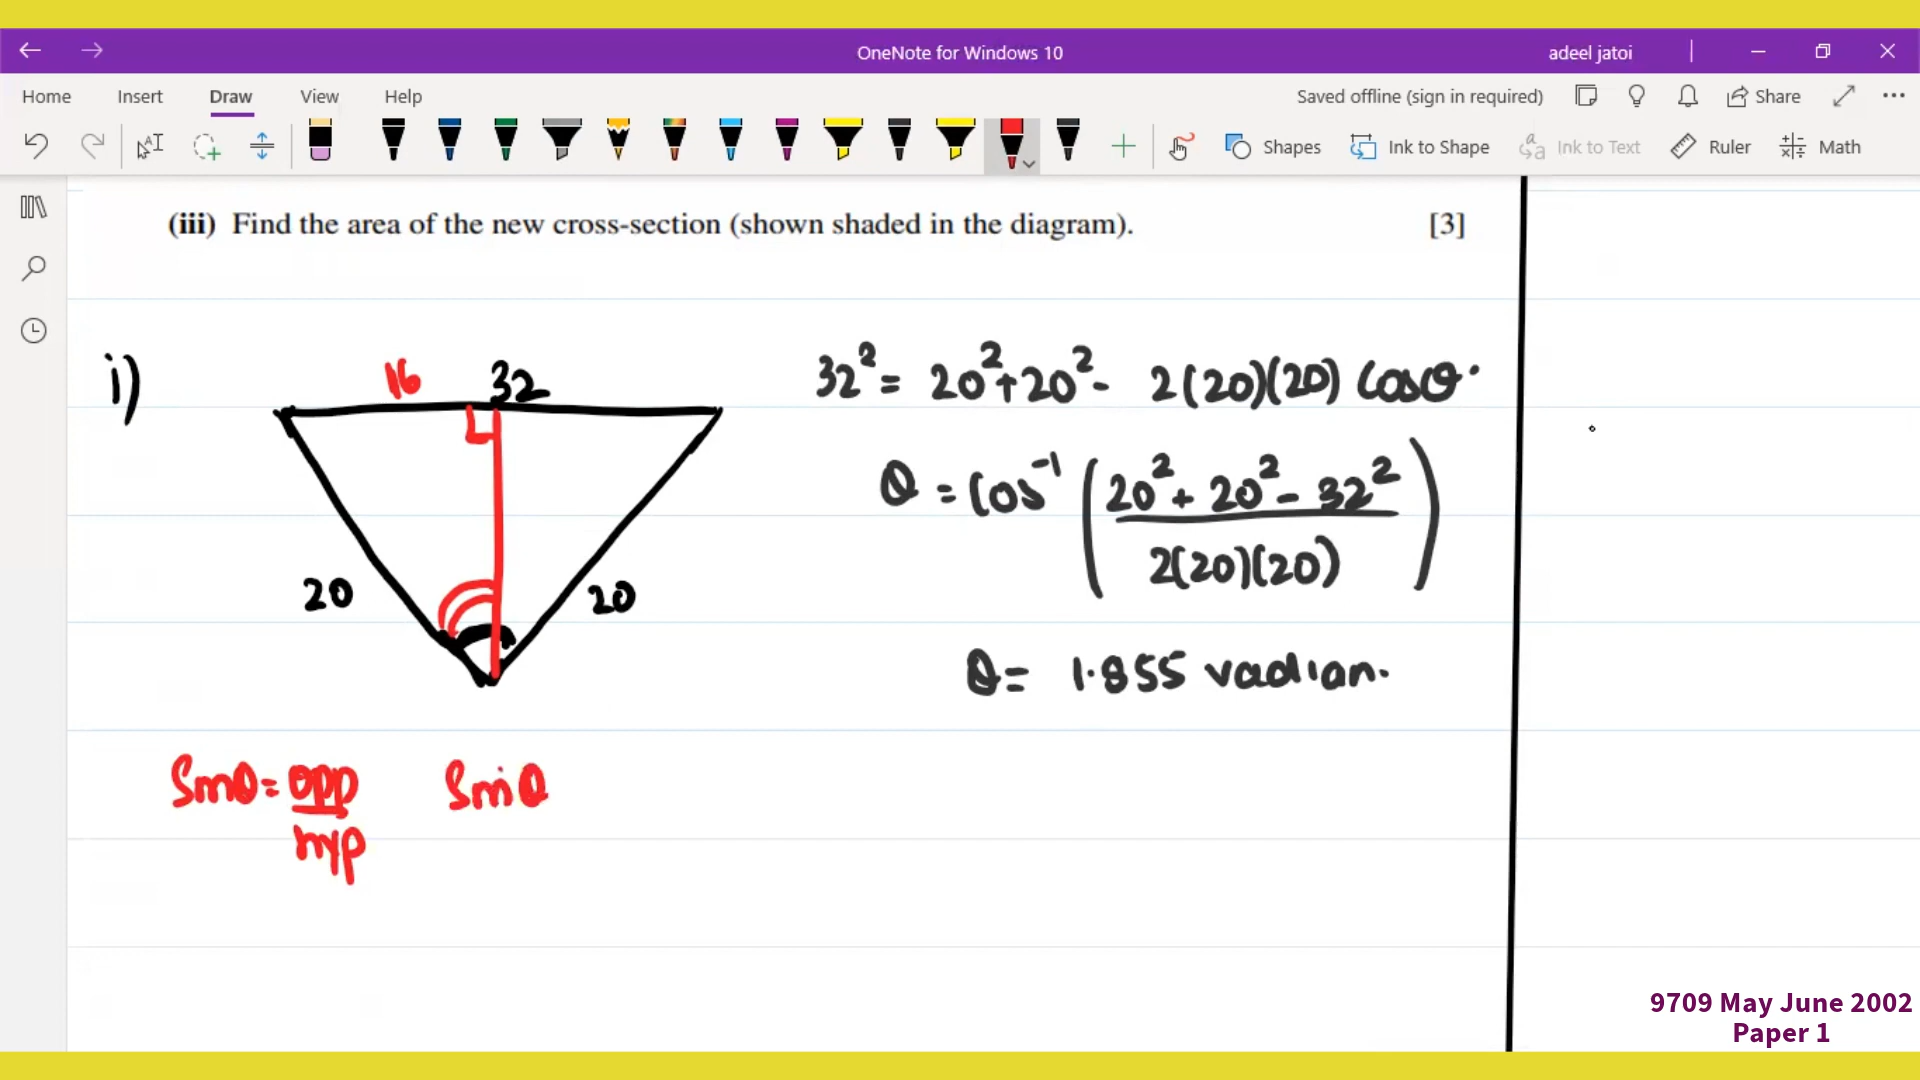 OneNote for Windows 10
adeel jatoi
Home Insert Draw View Help
Saved offline (sign in required)
Share
Shapes
Ink to Shape
Ink to Text
Ruler
Math
(iii) Find the area of the new cross-section (shown shaded in the diagram). [3]
i)
16 32
20 20
32² = 20² + 20² - 2(20)(20) cosθ.
θ = cos⁻¹ (20² + 20² - 32² / 2(20)(20))
θ = 1.855 radian.
Sinθ = opp / hyp
Sinθ
9709 May June 2002
Paper 1